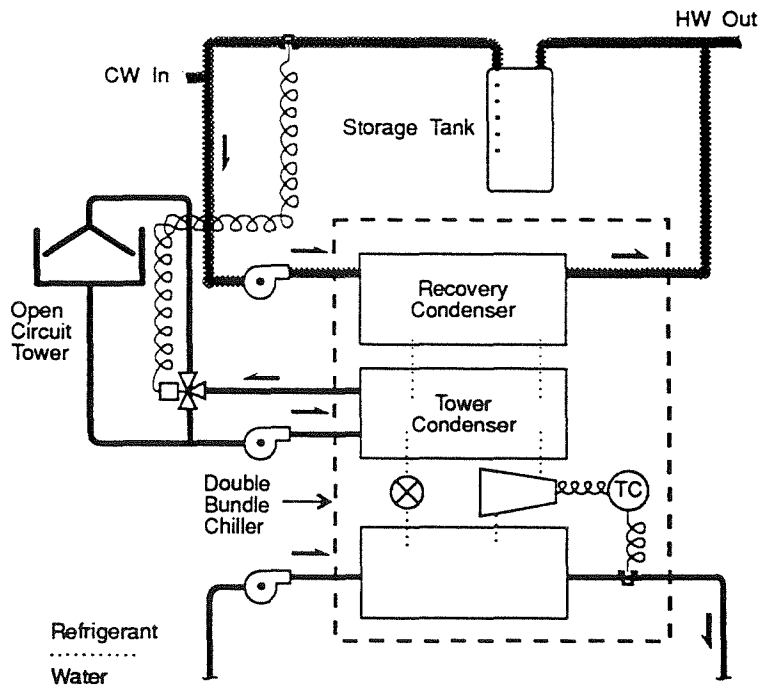 HW Out
CW In
Storage Tank
Recovery
Condenser
Open
Circuit
Tower
Tower
Condenser
Double
Bundle
Chiller
TC
Refrigerant
Water